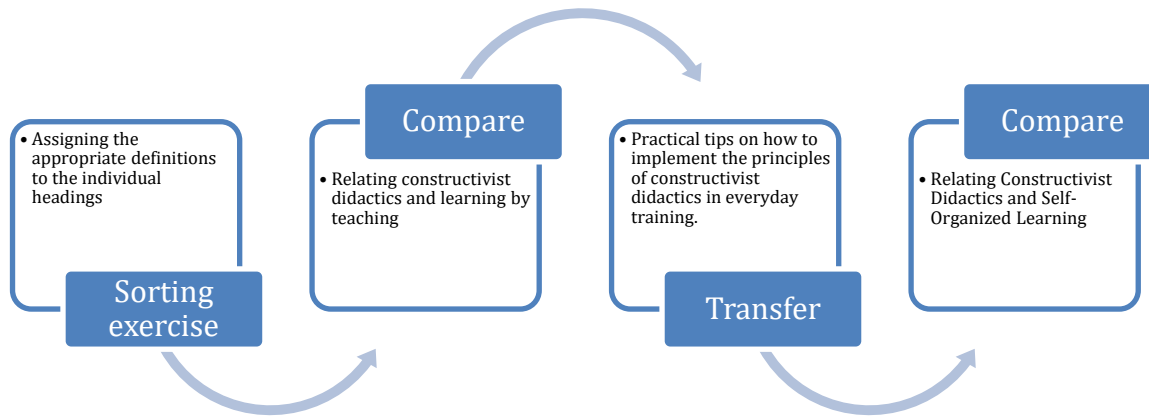 • Assigning the
appropriate definitions
to the individual
headings
Sorting
exercise
Compare
• Relating constructivist
didactics and learning by
teaching
• Practical tips on how to
implement the principles
of constructivist
didactics in everyday
training.
Transfer
Compare
• Relating Constructivist
Didactics and Self-
Organized Learning